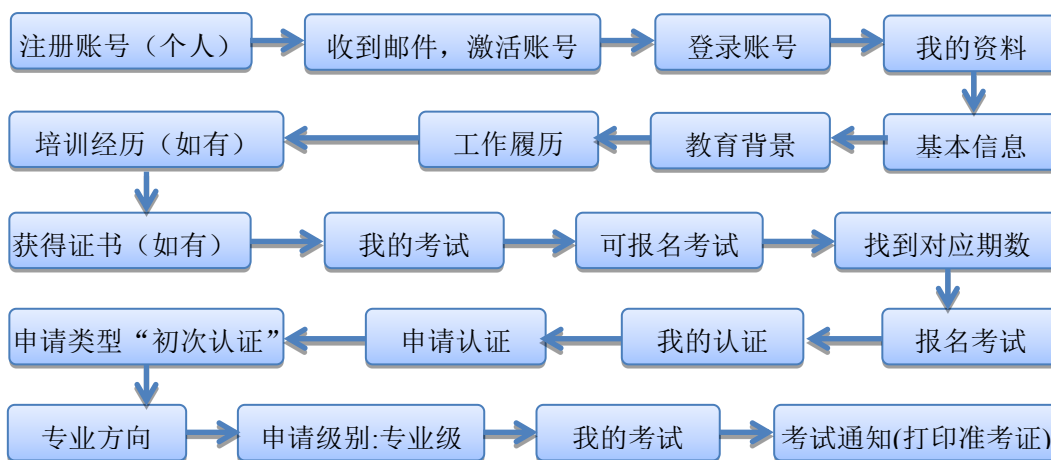 注册账号（个人）
收到邮件，激活账号
登录账号
我的资料
基本信息
教育背景
工作履历
培训经历（如有）
获得证书（如有）
我的考试
可报名考试
找到对应期数
报名考试
我的认证
申请认证
申请类型“初次认证”
专业方向
申请级别:专业级
我的考试
考试通知(打印准考证)